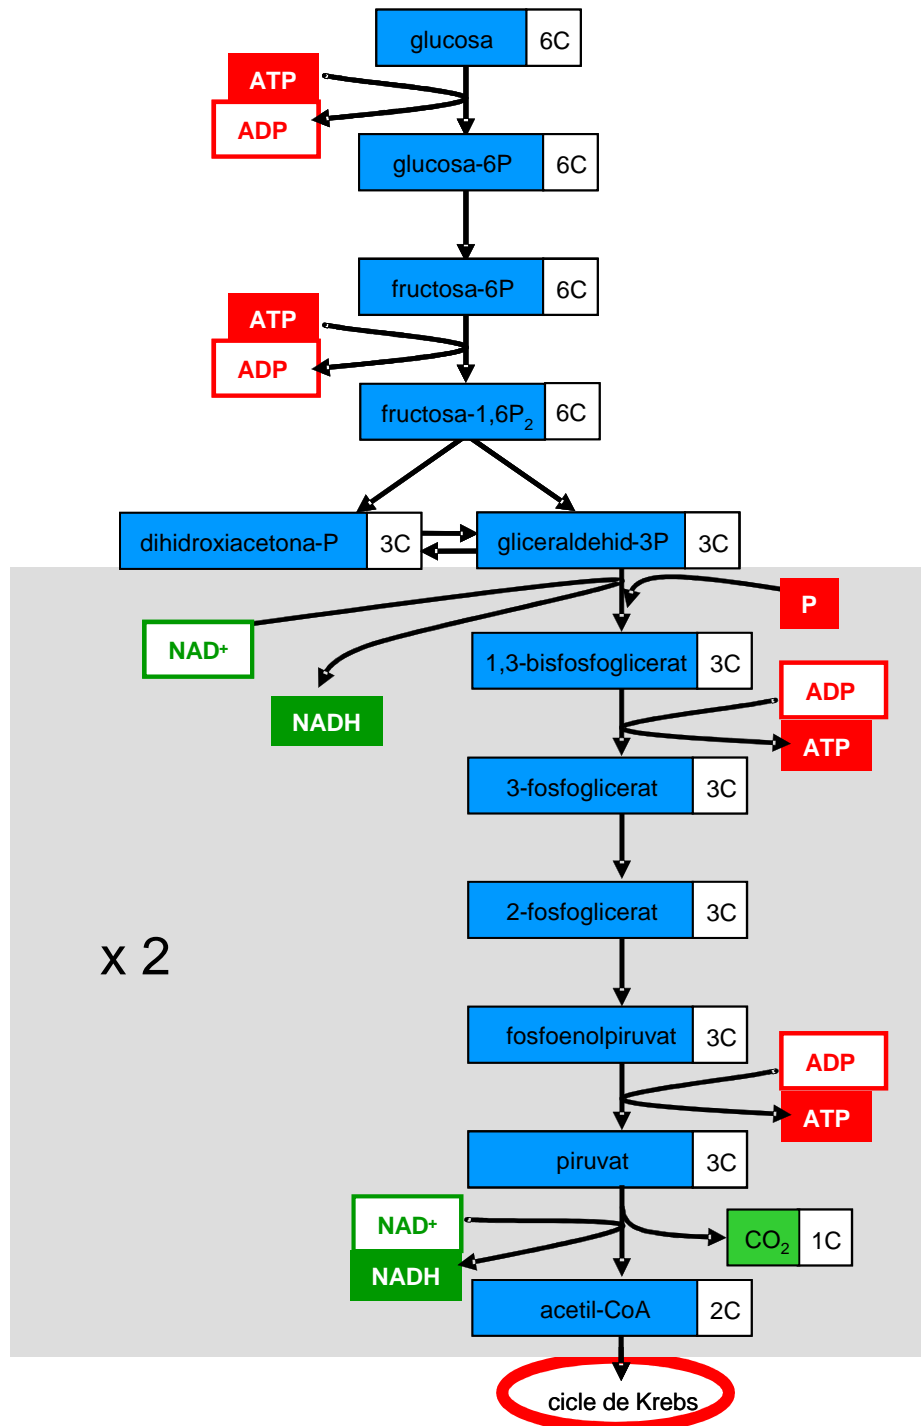 glucosa 6C
ATP
ADP
glucosa-6P 6C
fructosa-6P 6C
ATP
ADP
fructosa-1,6P₂ 6C
dihidroxiacetona-P 3C gliceraldehid-3P 3C
P
NAD⁺
1,3-bisfosfoglicerat 3C
ADP
NADH
ATP
3-fosfoglicerat 3C
2-fosfoglicerat 3C
x 2
fosfoenolpiruvat 3C
ADP
ATP
piruvat 3C
NAD⁺
CO₂ 1C
NADH
acetil-CoA 2C
cicle de Krebs